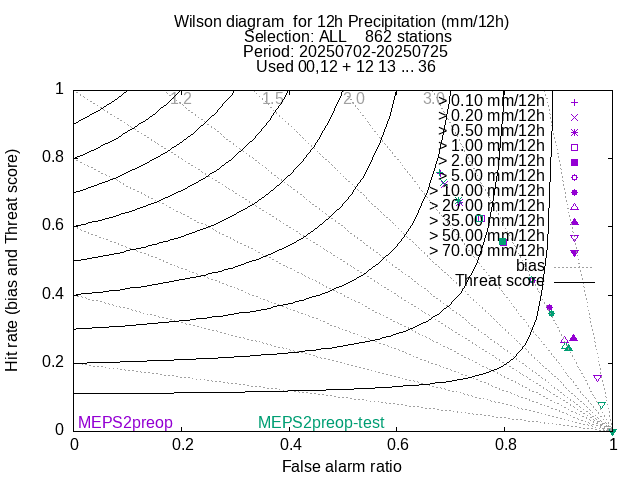 Wilson diagram for 12h Precipitation (mm/12h)
Selection: ALL 862 stations
Period: 20250702-20250725
Used 00,12 + 12 13 ... 36
1.2 1.5 2.0 3.0
> 0.10 mm/12h
> 0.20 mm/12h
> 0.50 mm/12h
> 1.00 mm/12h
> 2.00 mm/12h
> 5.00 mm/12h
> 10.00 mm/12h
> 20.00 mm/12h
> 35.00 mm/12h
> 50.00 mm/12h
> 70.00 mm/12h
bias
Threat score
1
0.8
0.6
0.4
0.2
0
Hit rate (bias and Threat score)
MEPS2preop MEPS2preop-test
0 0.2 0.4 0.6 0.8 1
False alarm ratio